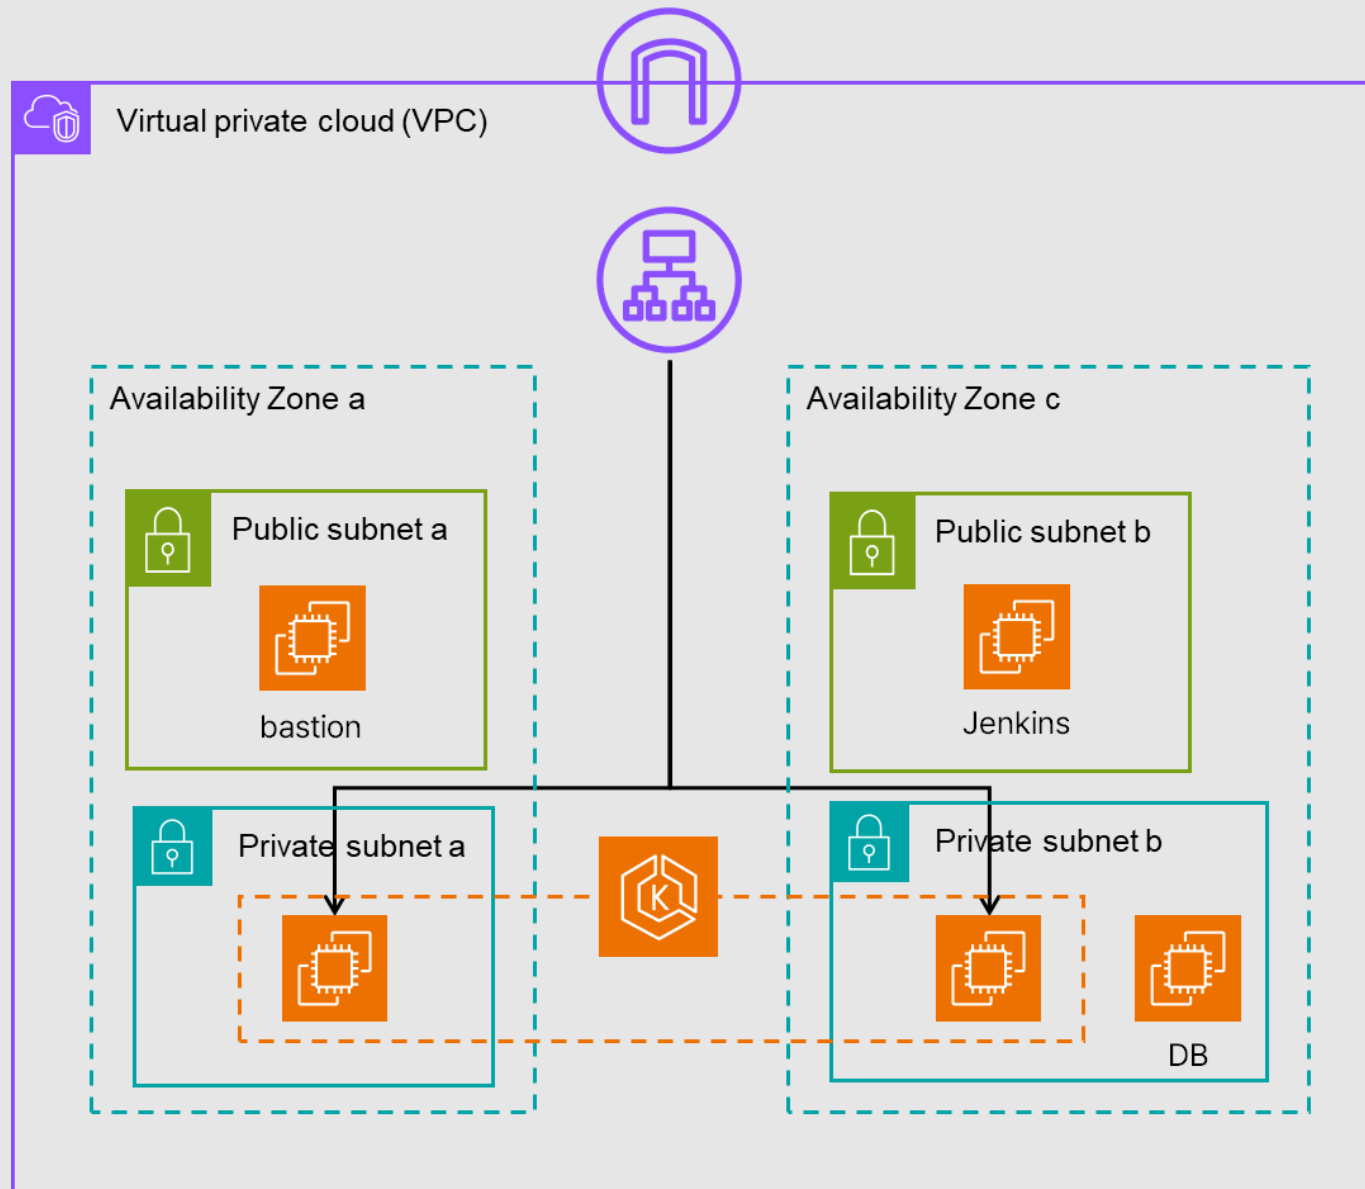 Virtual private cloud (VPC)
Availability Zone a
Availability Zone c
Public subnet a
Public subnet b
bastion
Jenkins
Private subnet a
Private subnet b
K
DB